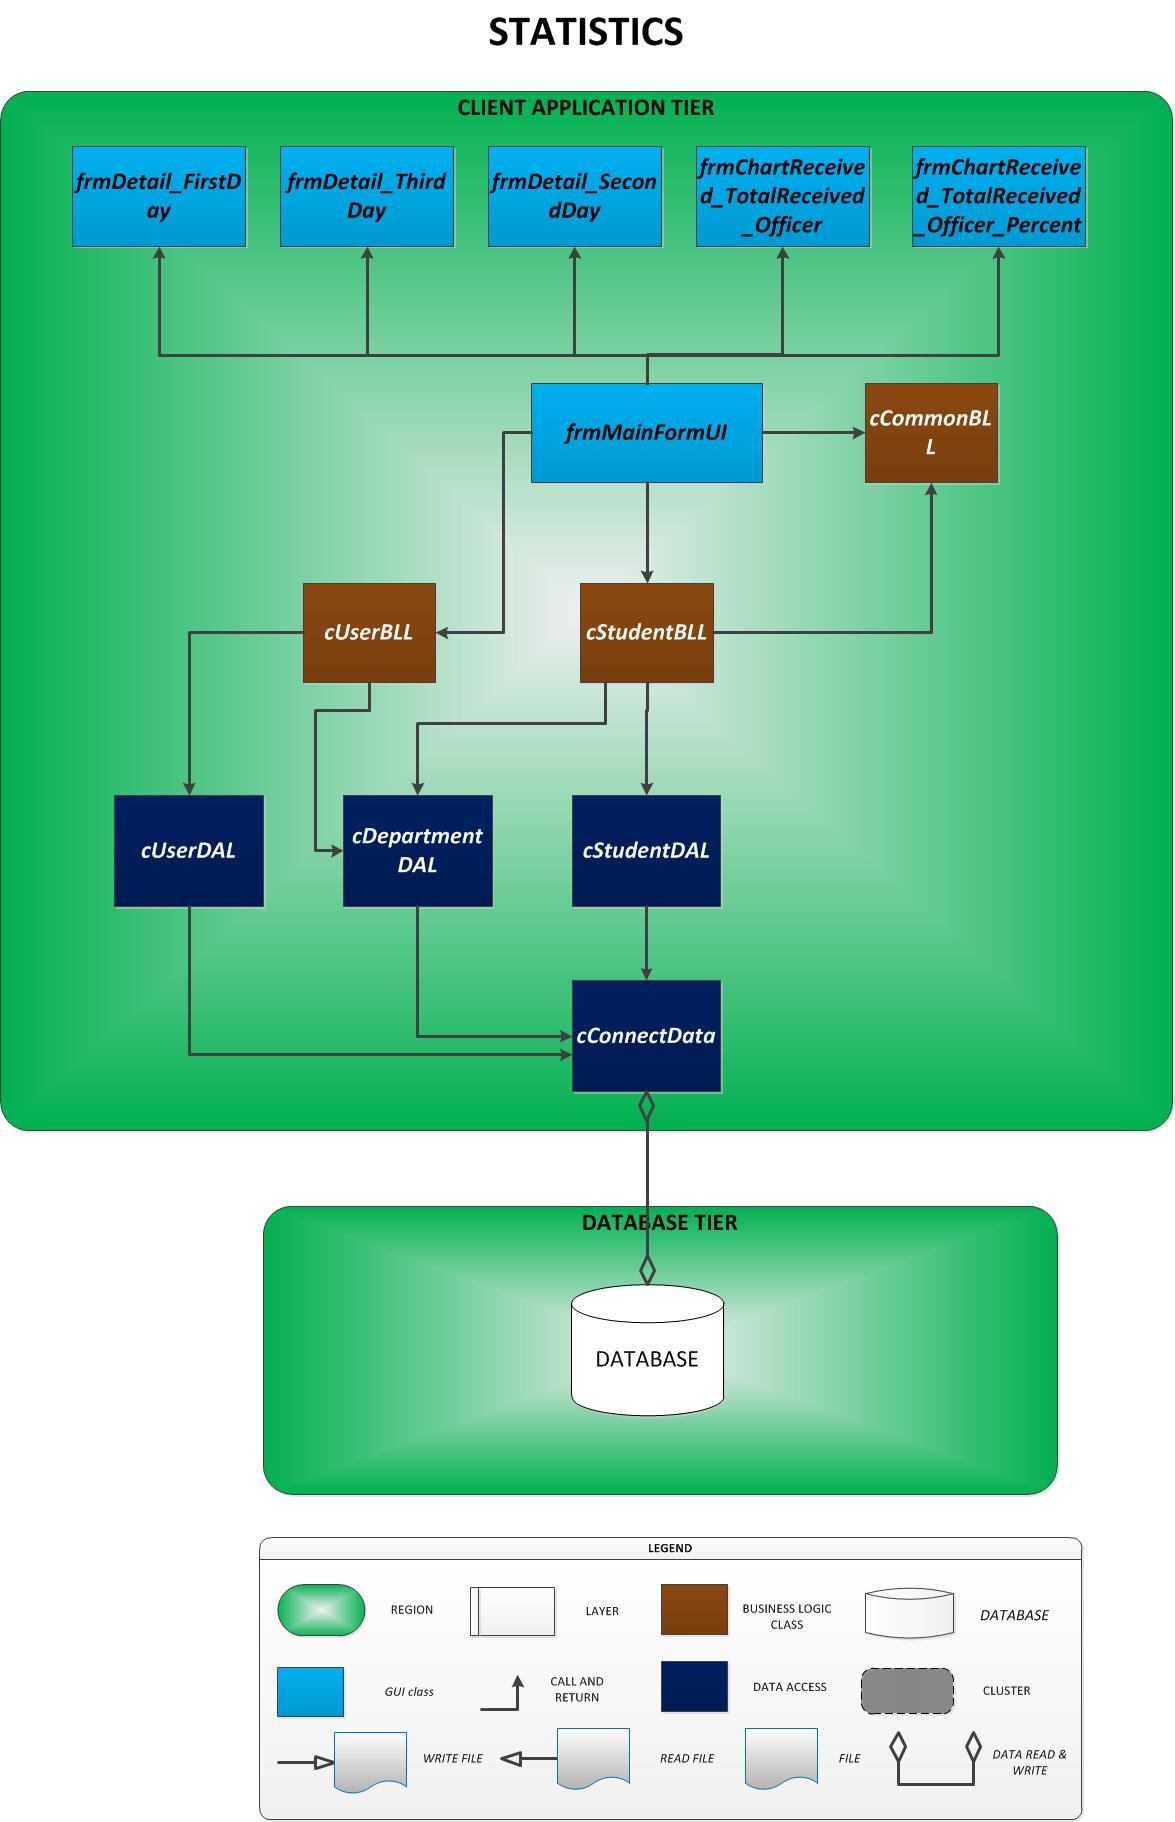 STATISTICS
CLIENT APPLICATION TIER
frmDetail_FirstD
ay
frmDetail_Third
Day
frmDetail_Secon
dDay
frmChartReceive
d_TotalReceived
_Officer
frmChartReceive
d_TotalReceived
_Officer_Percent
frmMainFormUI
cCommonBL
L
cUserBLL
cStudentBLL
cUserDAL
cDepartment
DAL
cStudentDAL
cConnectData
DATABASE TIER
DATABASE
LEGEND
REGION
LAYER
BUSINESS LOGIC
CLASS
DATABASE
GUI class
CALL AND
RETURN
DATA ACCESS
CLUSTER
WRITE FILE
READ FILE
FILE
DATA READ &
WRITE